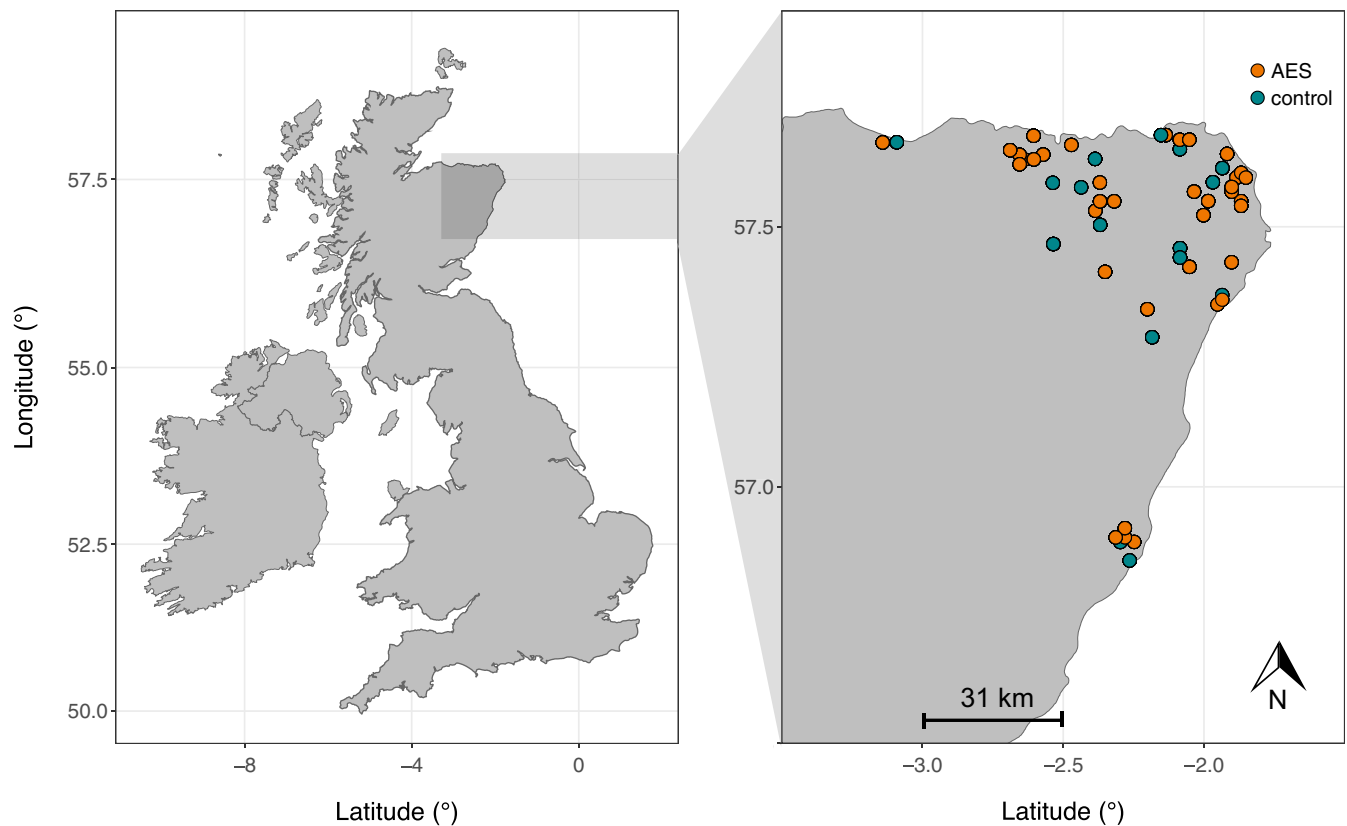 Longitude (°)
57.5
55.0
52.5
50.0
−8
−4
0
Latitude (°)
AES
control
57.5
57.0
31 km
N
−3.0
−2.5
−2.0
Latitude (°)